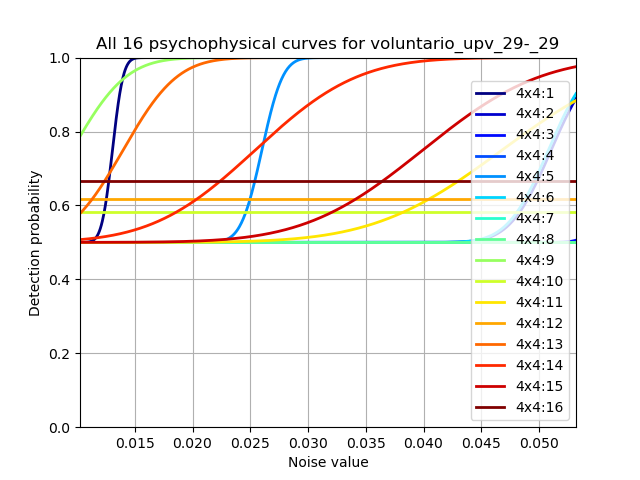 All 16 psychophysical curves for voluntario_upv_29-_29
Detection probability
1.0
0.8
0.6
0.4
0.2
0.0
0.015 0.020 0.025 0.030 0.035 0.040 0.045 0.050
Noise value
4x4:1
4x4:2
4x4:3
4x4:4
4x4:5
4x4:6
4x4:7
4x4:8
4x4:9
4x4:10
4x4:11
4x4:12
4x4:13
4x4:14
4x4:15
4x4:16